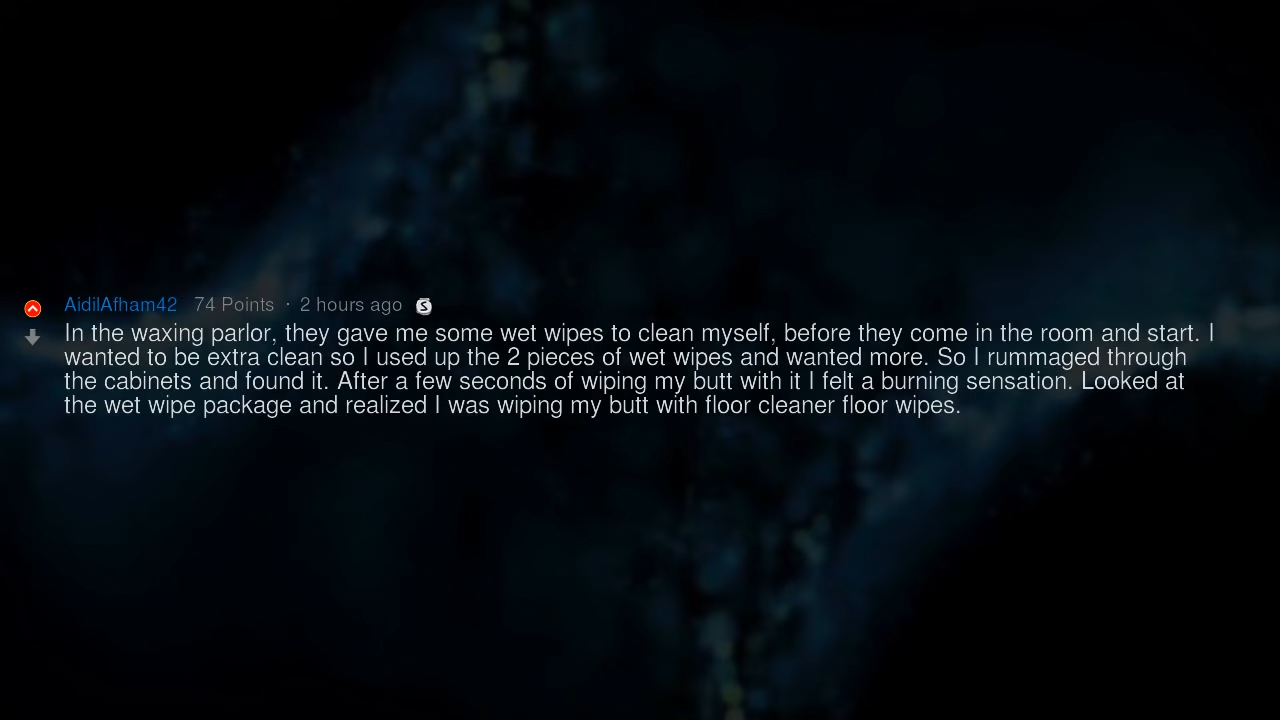 AidilAfham42 74 Points · 2 hours ago S
In the waxing parlor, they gave me some wet wipes to clean myself, before they come in the room and start. I
wanted to be extra clean so I used up the 2 pieces of wet wipes and wanted more. So I rummaged through
the cabinets and found it. After a few seconds of wiping my butt with it I felt a burning sensation. Looked at
the wet wipe package and realized I was wiping my butt with floor cleaner floor wipes.